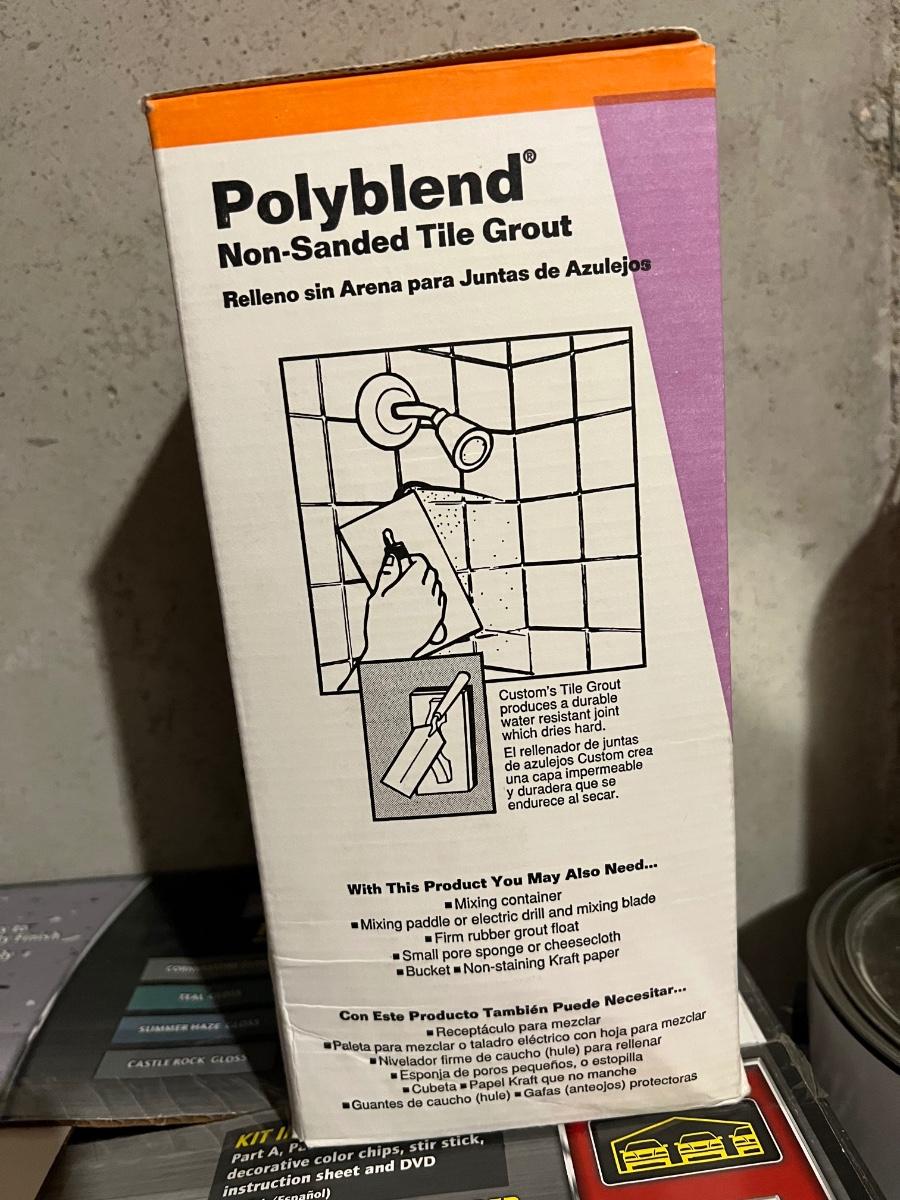 Polyblend®
Non-Sanded Tile Grout
Relleno sin Arena para Juntas de Azulejos
Custom's Tile Grout
produces a durable
water resistant joint
which dries hard.
El rellenador de juntas
de azulejos Custom crea
una capa impermeable
y duradera que se
endurece al secar.
With This Product You May Also Need...
■ Mixing container
■ Mixing paddle or electric drill and mixing blade
■ Firm rubber grout float
■ Small pore sponge or cheesecloth
■ Bucket ■ Non-staining Kraft paper
Con Este Producto También Puede Necesitar...
■ Receptáculo para mezclar
■ Paleta para mezclar o taladro eléctrico con hoja para mezclar
■ Nivelador firme de caucho (hule) para rellenar
■ Esponja de poros pequeños, o estopilla
■ Cubeta ■ Papel Kraft que no manche
■ Guantes de caucho (hule) ■ Gafas (anteojos) protectoras
SUMMER HAZE GLOSS
CASTLE ROCK GLOSS
KIT
Part A,
decorative color chips, stir stick,
instruction sheet and DVD
(Español)